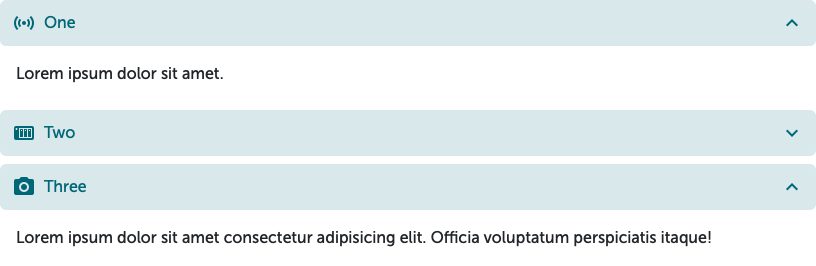 One
Lorem ipsum dolor sit amet.
Two
Three
Lorem ipsum dolor sit amet consectetur adipisicing elit. Officia voluptatum perspiciatis itaque!